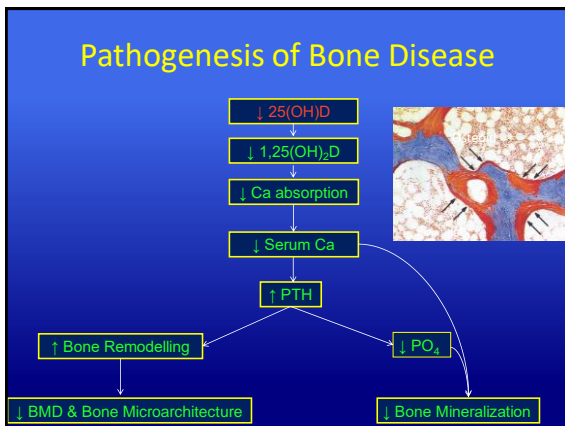 Pathogenesis of Bone Disease
↓ 25(OH)D
↓ 1,25(OH)₂D
↓ Ca absorption
↓ Serum Ca
↑ PTH
↑ Bone Remodelling
↓ PO₄
↓ BMD & Bone Microarchitecture
↓ Bone Mineralization